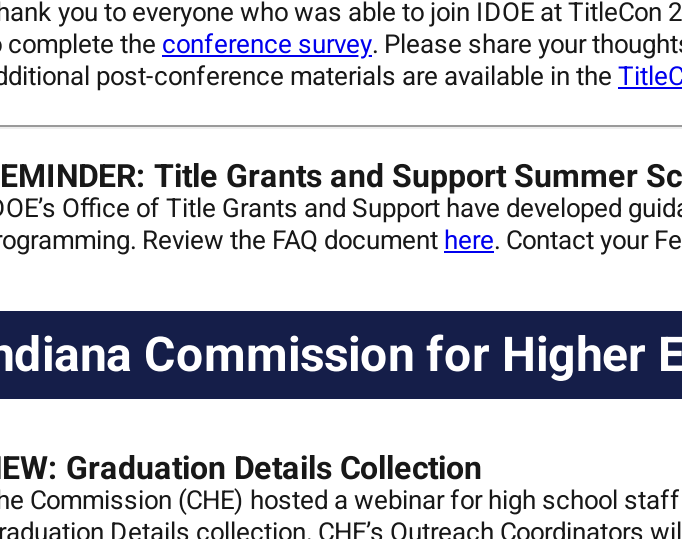 hank you to everyone who was able to join IDOE at TitleCon 2
o complete the conference survey. Please share your thoughts
dditional post-conference materials are available in the TitleC
EMINDER: Title Grants and Support Summer Sc
DOE’s Office of Title Grants and Support have developed guida
rogramming. Review the FAQ document here. Contact your Fe
ndiana Commission for Higher E
NEW: Graduation Details Collection
he Commission (CHE) hosted a webinar for high school staff
raduation Details collection. CHE’s Outreach Coordinators wil